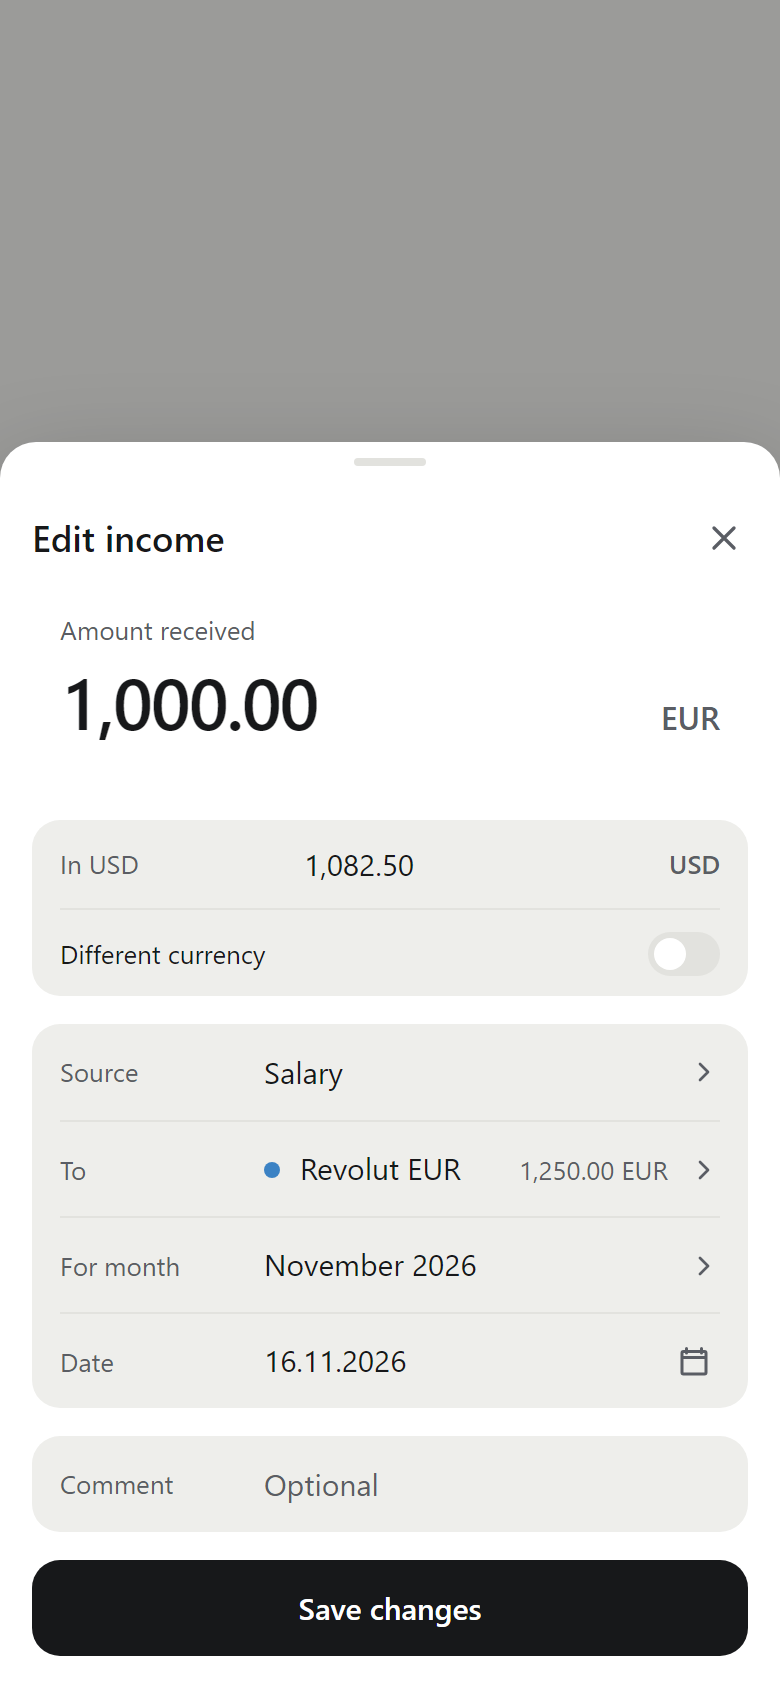 Edit income
Amount received
1,000.00 EUR
In USD 1,082.50 USD
Different currency
Source Salary
To Revolut EUR 1,250.00 EUR
For month November 2026
Date 16.11.2026
Comment Optional
Save changes